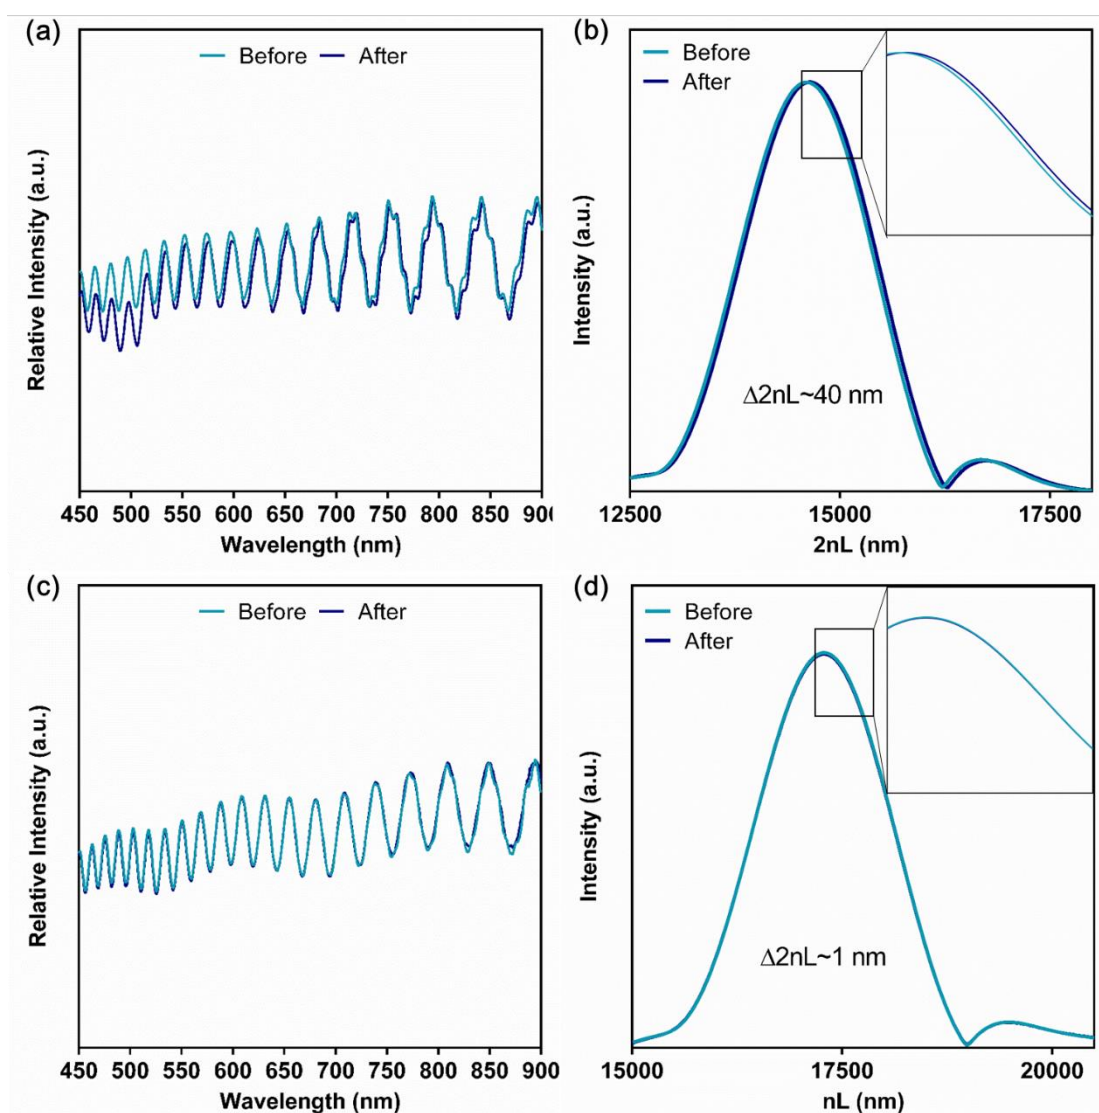 (a)
Before After
Relative Intensity (a.u.)
450 500 550 600 650 700 750 800 850 900
Wavelength (nm)
(b)
Before
After
Intensity (a.u.)
Δ2nL~40 nm
12500 15000 17500
2nL (nm)
(c)
Before After
Relative Intensity (a.u.)
450 500 550 600 650 700 750 800 850 900
Wavelength (nm)
(d)
Before
After
Intensity (a.u.)
Δ2nL~1 nm
15000 17500 20000
nL (nm)